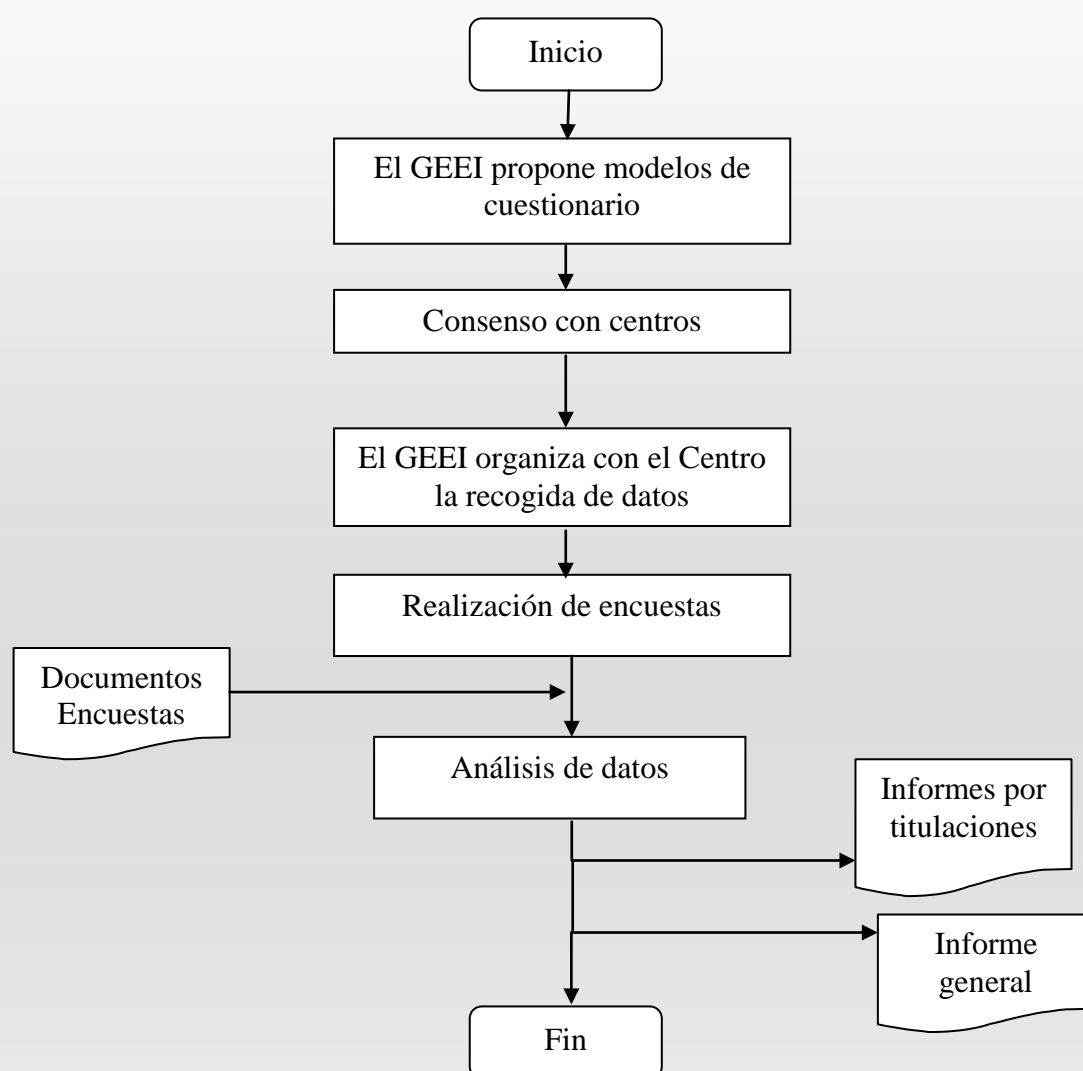 Inicio
El GEEI propone modelos de
cuestionario
Consenso con centros
El GEEI organiza con el Centro
la recogida de datos
Realización de encuestas
Documentos
Encuestas
Análisis de datos
Informes por
titulaciones
Informe
general
Fin